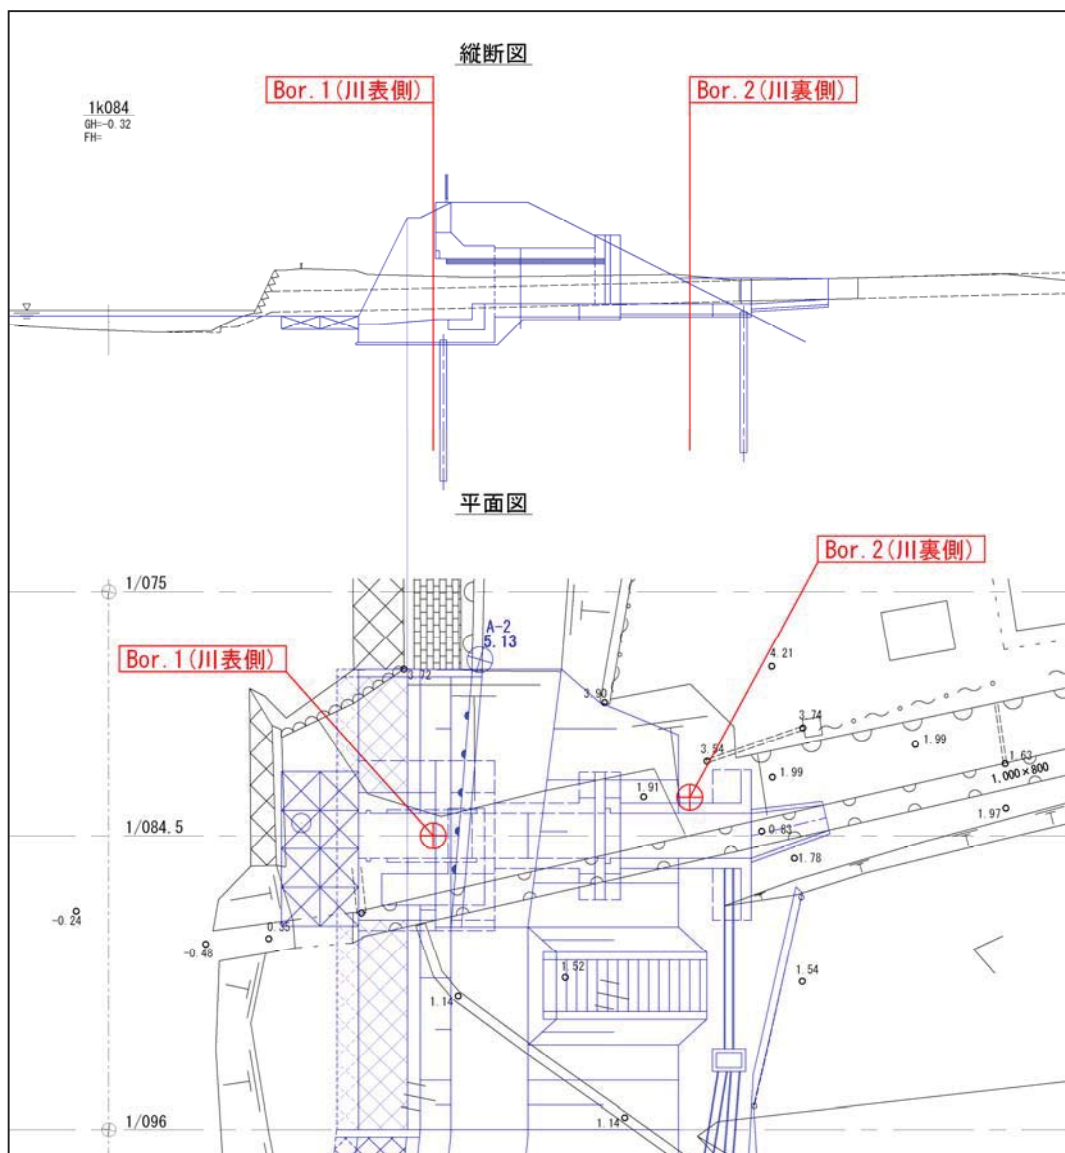 縦断図
Bor. 1(川表側)
Bor. 2(川裏側)
1k084
GH=-0.32
FH=
平面図
Bor. 2(川裏側)
1/075
A-2
5.13
Bor. 1(川表側)
4.21
3.72
3.90
3.74
1.99
3.54
1.63
1.99
1,000×800
1.91
1.97
1/084.5
0.83
1.78
-0.24
0.35
-0.48
1.52
1.54
1.14
1.14
1/096